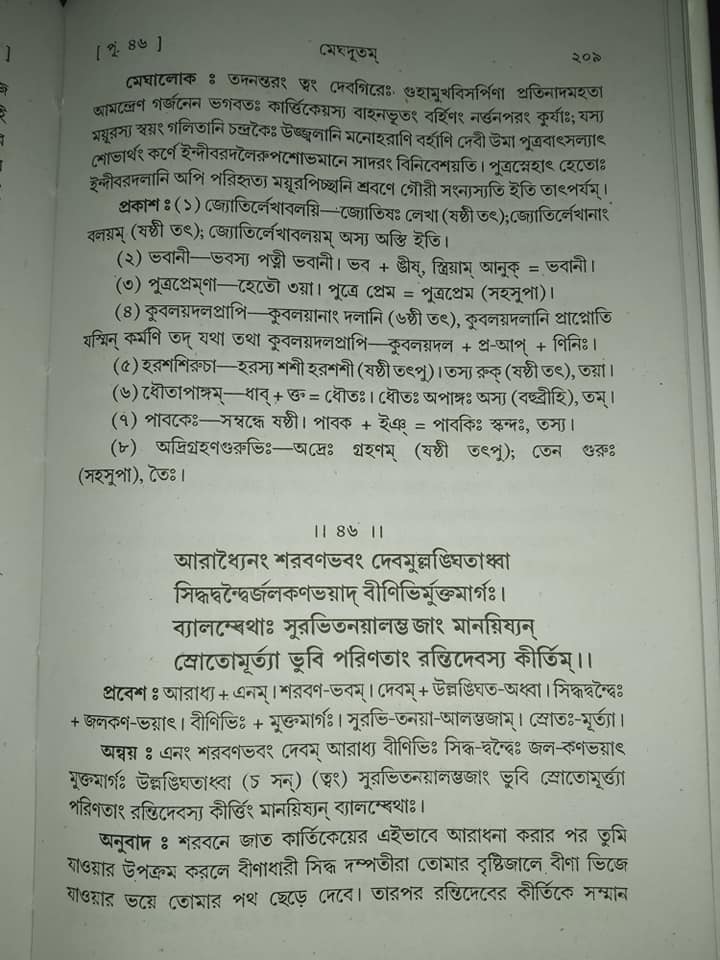 [ পূ. ৪৬ ] মেঘদূতম্ ২০৯
মেঘালোক : তদনন্তরং ত্বং দেবগিরেঃ গুহামুখবিসর্পিণা প্রতিনাদমহতা
আমন্দ্রেণ গর্জনেন ভগবতঃ কার্ত্তিকেয়স্য বাহনভূতং বর্হিণং নর্ত্তনপরং কুর্যাঃ; যস্য
ময়ূরস্য স্বয়ং গলিতানি চন্দ্রকৈঃ উজ্জ্বলানি মনোহরাণি বর্হাণি দেবী উমা পুত্রবাৎসল্যাৎ
শোভার্থং কর্ণে ইন্দীবরদলৈরুপশোভমানে সাদরং বিনিবেশয়তি। পুত্রস্নেহাৎ হেতোঃ
ইন্দীবরদলানি অপি পরিহৃত্য ময়ূরপিচ্ছানি শ্রবণে গৌরী সংন্যস্যতি ইতি তাৎপর্যম্।
প্রকাশ : (১) জ্যোতির্লেখাবলয়ি—জ্যোতিষঃ লেখা (ষষ্ঠী তৎ);জ্যোতির্লেখানাং
বলয়ম্ (ষষ্ঠী তৎ); জ্যোতির্লেখাবলয়ম্ অস্য অস্তি ইতি।
(২) ভবানী—ভবস্য পত্নী ভবানী। ভব + ঙীষ্, স্ত্রিয়াম্ আনুক্ = ভবানী।
(৩) পুত্রপ্রেম্‌ণা—হেতৌ ৩য়া। পুত্রে প্রেম = পুত্রপ্রেম (সহসুপা)।
(৪) কুবলয়দলপ্রাপি—কুবলয়ানাং দলানি (৬ষ্ঠী তৎ), কুবলয়দলানি প্রাপ্নোতি
যস্মিন্ কর্মণি তদ্ যথা তথা কুবলয়দলপ্রাপি—কুবলয়দল + প্র-আপ্ + ণিনিঃ।
(৫) হরশশিরুচা—হরস্য শশী হরশশী (ষষ্ঠী তৎপু)। তস্য রুক্ (ষষ্ঠী তৎ), তয়া।
(৬) ধৌতাপাঙ্গম্—ধাব্ + ক্ত = ধৌতঃ। ধৌতঃ অপাঙ্গঃ অস্য (বহুব্রীহি), তম্।
(৭) পাবকেঃ—সম্বন্ধে ষষ্ঠী। পাবক + ইঞ্ = পাবকিঃ স্কন্দঃ, তস্য।
(৮) অদ্রিগ্রহণগুরুভিঃ—অদ্রেঃ গ্রহণম্ (ষষ্ঠী তৎপু); তেন গুরুঃ
(সহসুপা), তৈঃ।
।। ৪৬ ।।
আরাধ্যৈনং শরবণভবং দেবমুল্লঙ্ঘিতাধ্বা
সিদ্ধদ্বন্দ্বৈর্জলকণভয়াদ্ বীণিভির্মুক্তমার্গঃ।
ব্যালম্বেথাঃ সুরভিতনয়ালম্ভজাং মানয়িষ্যন্
স্রোতোমূর্ত্যা ভুবি পরিণতাং রন্তিদেবস্য কীর্তিম্।।
প্রবেশ : আরাধ্য + এনম্। শরবণ-ভবম্। দেবম্ + উল্লঙ্ঘিত-অধ্বা। সিদ্ধদ্বন্দ্বৈঃ
+ জলকণ-ভয়াৎ। বীণিভিঃ + মুক্তমার্গঃ। সুরভি-তনয়া-আলম্ভজাম্। স্রোতঃ-মূর্ত্যা।
অন্বয় : এনং শরবণভবং দেবম্ আরাধ্য বীণিভিঃ সিদ্ধ-দ্বন্দ্বৈঃ জল-কণভয়াৎ
মুক্তমার্গঃ উল্লঙ্ঘিতাধ্বা (চ সন্) (ত্বং) সুরভিতনয়ালম্ভজাং ভুবি স্রোতোমূর্ত্ত্যা
পরিণতাং রন্তিদেবস্য কীর্ত্তিং মানয়িষ্যন্ ব্যালম্বেথাঃ।
অনুবাদ : শরবনে জাত কার্তিকেয়ের এইভাবে আরাধনা করার পর তুমি
যাওয়ার উপক্রম করলে বীণাধারী সিদ্ধ দম্পতীরা তোমার বৃষ্টিজালে বীণা ভিজে
যাওয়ার ভয়ে তোমার পথ ছেড়ে দেবে। তারপর রন্তিদেবের কীর্তিকে সম্মান